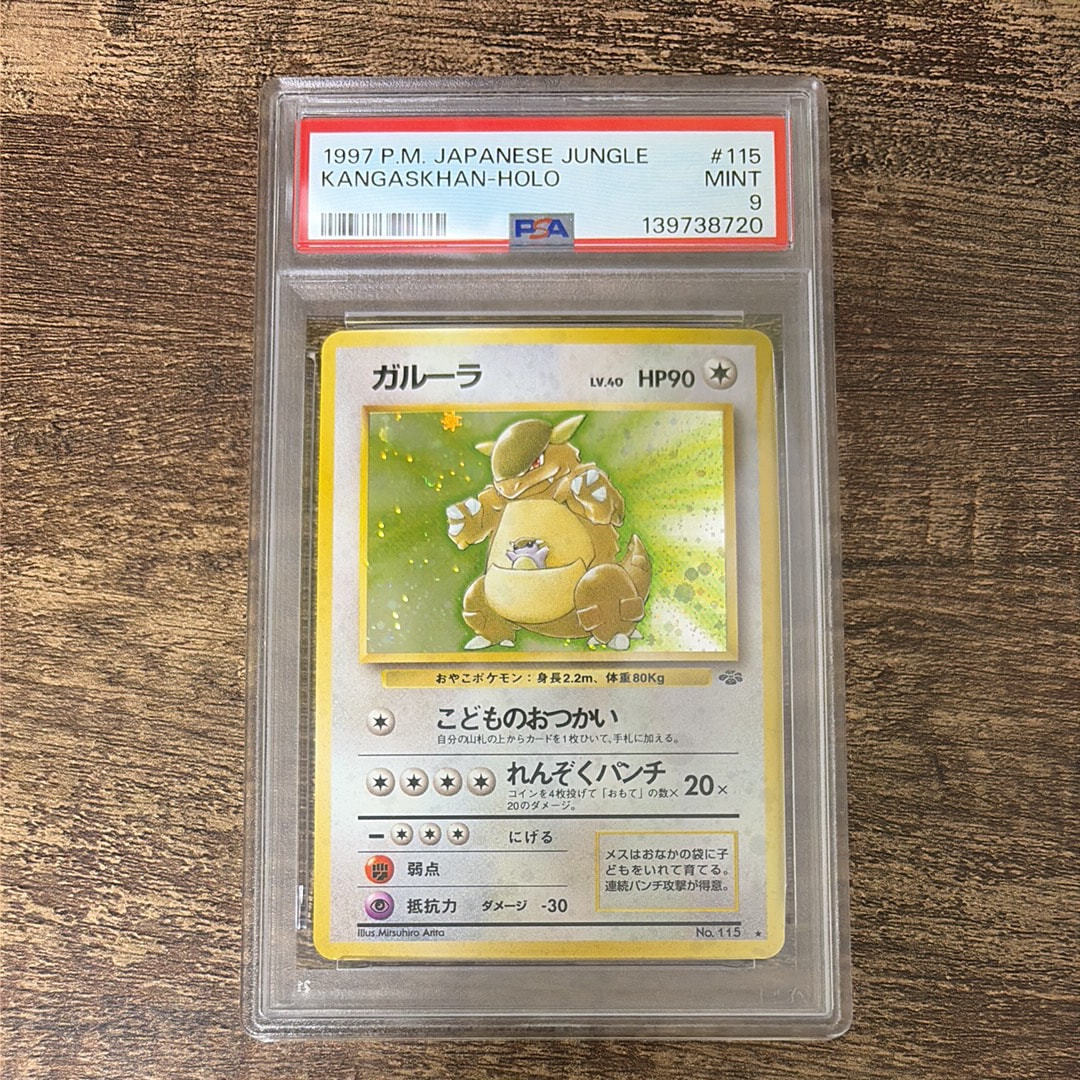 1997 P.M. JAPANESE JUNGLE #115
KANGASKHAN-HOLO MINT
9
PSA 139738720
ガルーラ LV.40 HP90
おやこポケモン：身長2.2m、体重80Kg
こどものおつかい
自分の山札の上からカードを1枚ひいて、手札に加える。
れんぞくパンチ 20×
コインを4枚投げて「おもて」の数×
20のダメージ。
にげる
弱点
抵抗力 ダメージ -30
メスはおなかの袋に子
どもをいれて育てる。
連続パンチ攻撃が得意。
Illus.Mitsuhiro Arita No. 115 ★